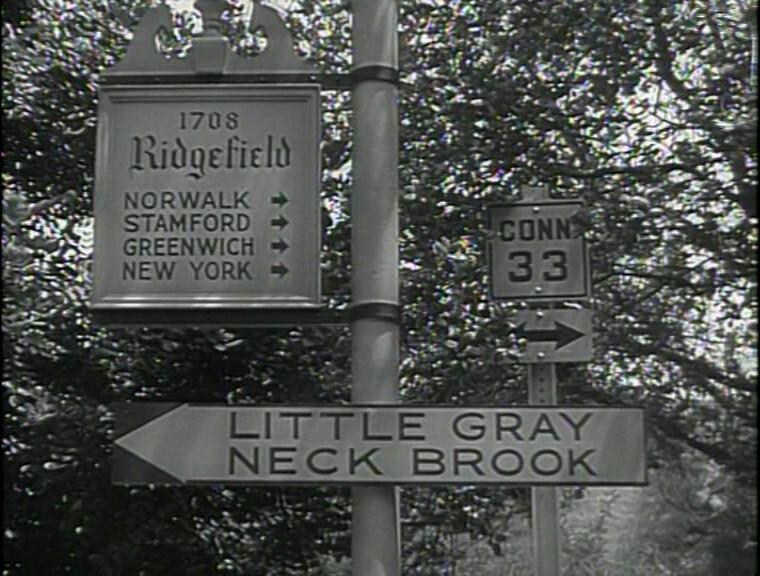 1708
Ridgefield
NORWALK →
STAMFORD →
GREENWICH →
NEW YORK →
CONN
33
LITTLE GRAY
NECK BROOK